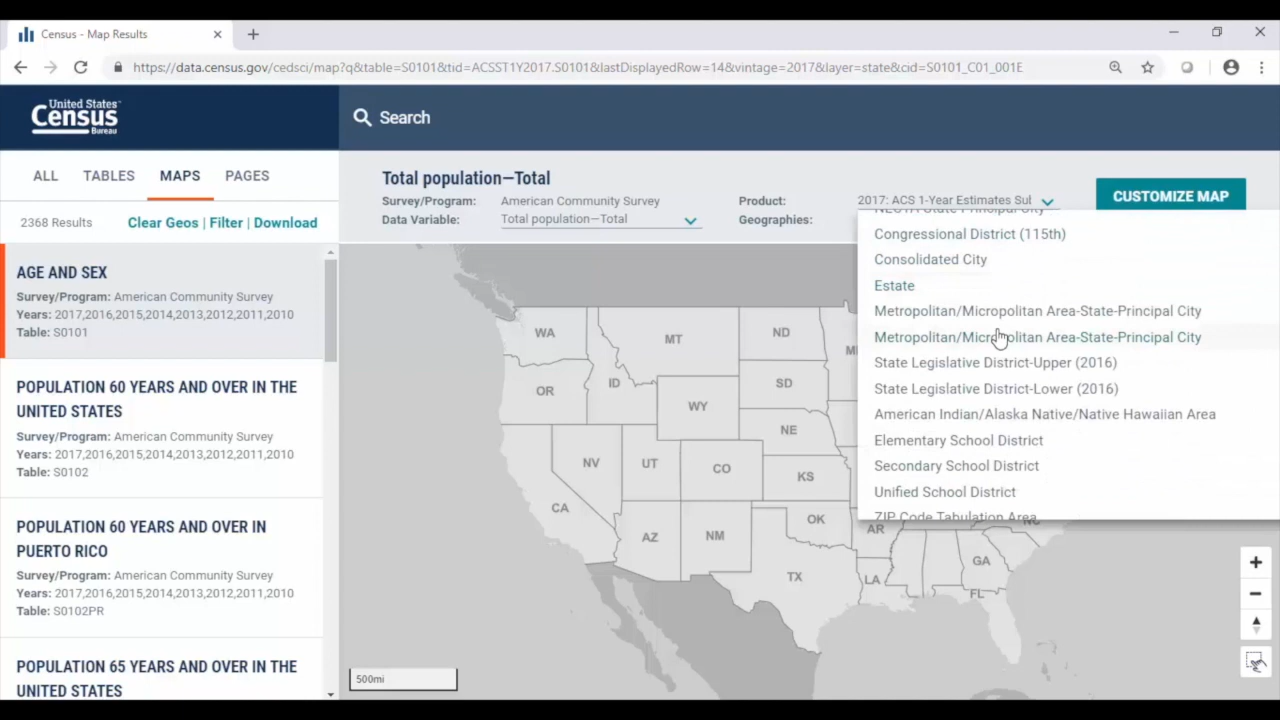 Census - Map Results
https://data.census.gov/cedsci/map?q&table=S0101&tid=ACSST1Y2017.S0101&lastDisplayedRow=14&vintage=2017&layer=state&cid=S0101_C01_001E
United States
Census
Bureau
Search
ALL TABLES MAPS PAGES
2368 Results Clear Geos | Filter | Download
Total population—Total
Survey/Program: American Community Survey
Data Variable: Total population—Total
Product: 2017: ACS 1-Year Estimates Sul
Geographies:
CUSTOMIZE MAP
AGE AND SEX
Survey/Program: American Community Survey
Years: 2017,2016,2015,2014,2013,2012,2011,2010
Table: S0101
POPULATION 60 YEARS AND OVER IN THE
UNITED STATES
Survey/Program: American Community Survey
Years: 2017,2016,2015,2014,2013,2012,2011,2010
Table: S0102
POPULATION 60 YEARS AND OVER IN
PUERTO RICO
Survey/Program: American Community Survey
Years: 2017,2016,2015,2014,2013,2012,2011,2010
Table: S0102PR
POPULATION 65 YEARS AND OVER IN THE
UNITED STATES
NECTA-State-Principal City
Congressional District (115th)
Consolidated City
Estate
Metropolitan/Micropolitan Area-State-Principal City
Metropolitan/Micropolitan Area-State-Principal City
State Legislative District-Upper (2016)
State Legislative District-Lower (2016)
American Indian/Alaska Native/Native Hawaiian Area
Elementary School District
Secondary School District
Unified School District
ZIP Code Tabulation Area
WA MT ND
OR ID WY SD
NE
NV UT CO KS
CA
AZ NM OK AR
TX LA GA
FL
500mi